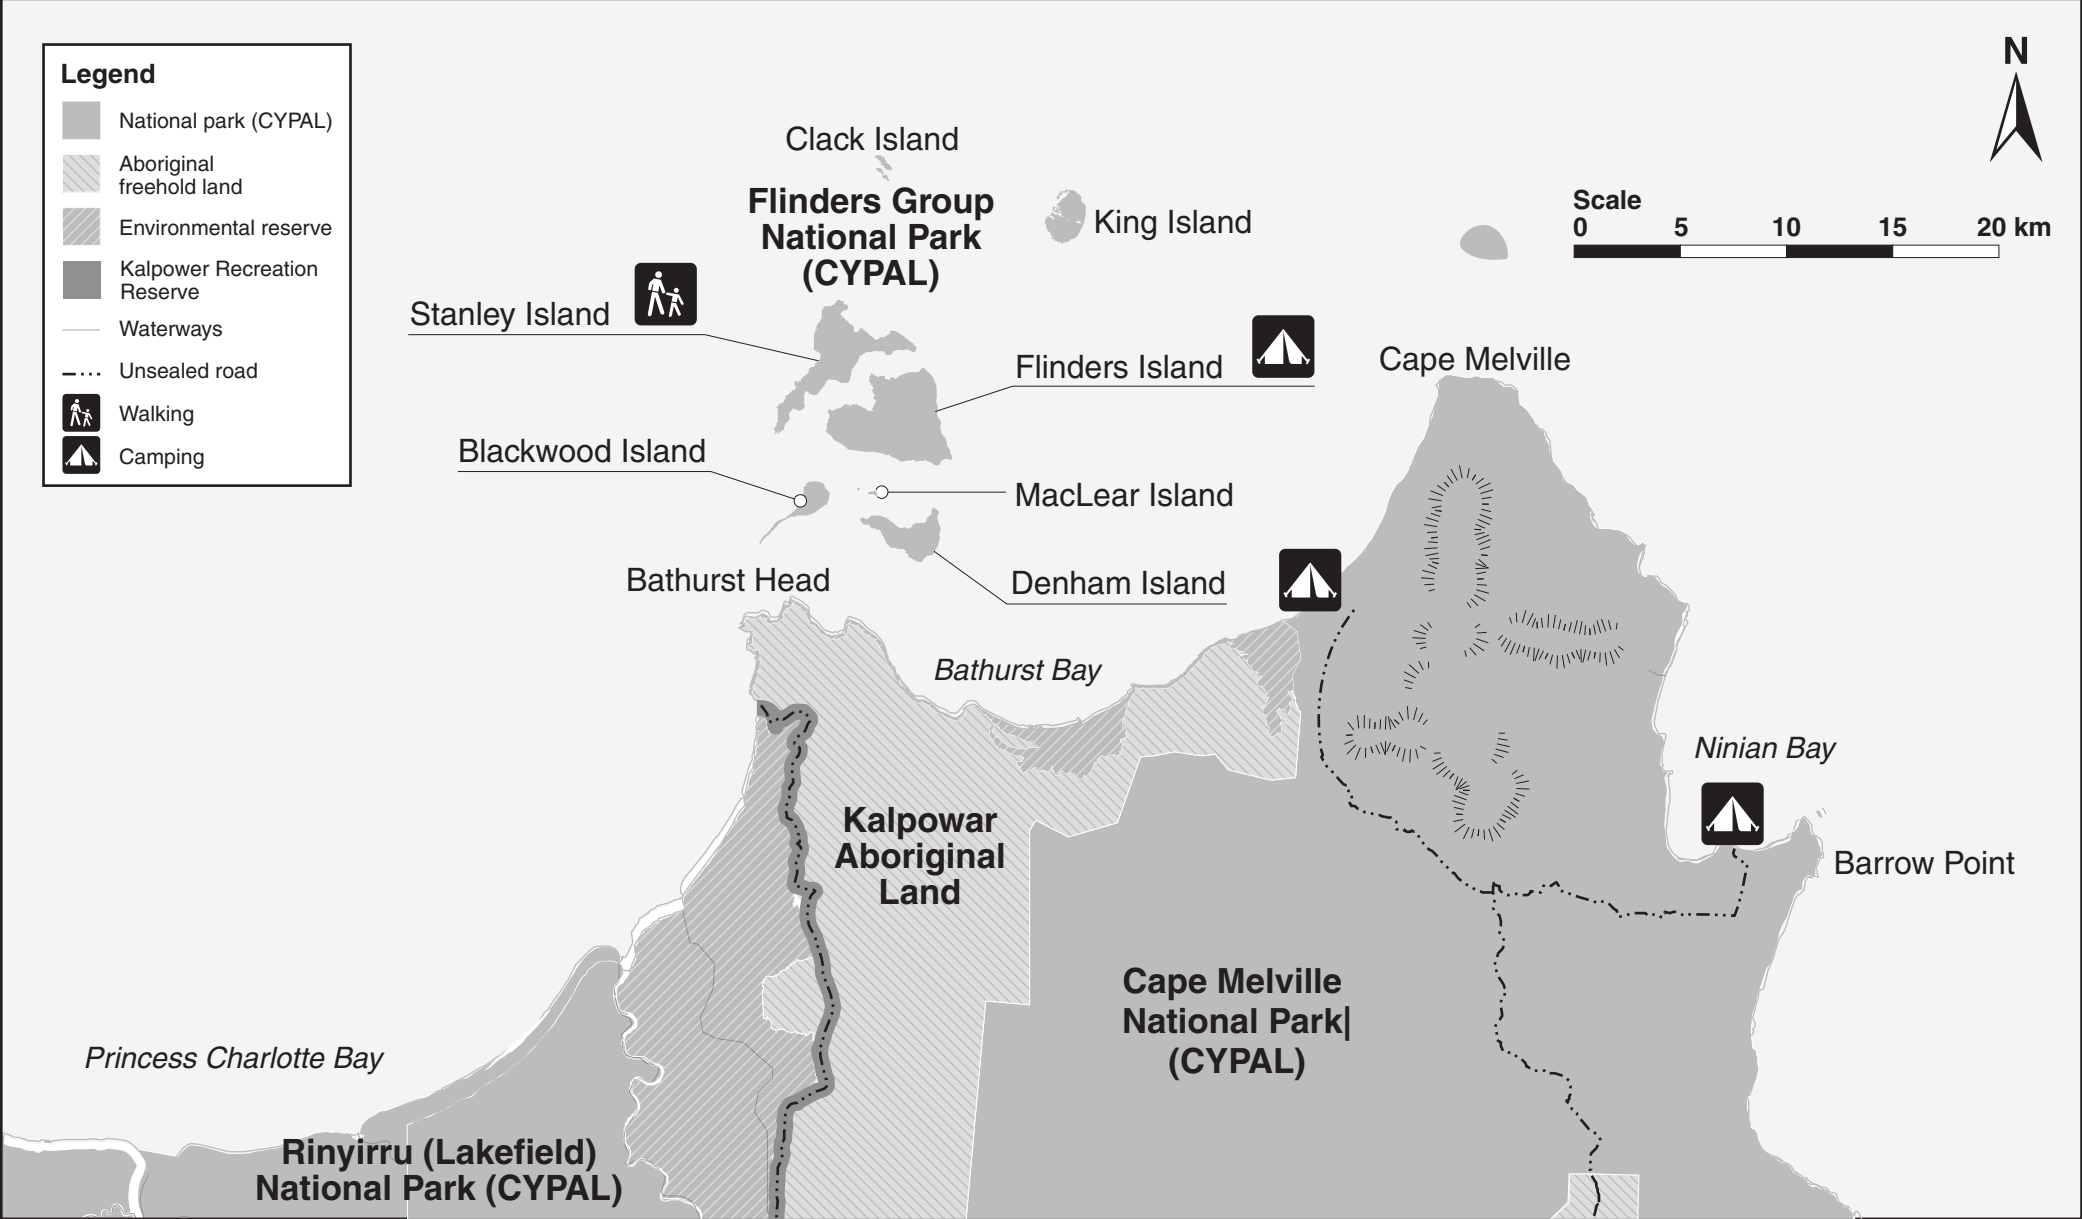 Legend
National park (CYPAL)
Aboriginal
freehold land
Environmental reserve
Kalpower Recreation
Reserve
Waterways
Unsealed road
Walking
Camping
N
Scale
0 5 10 15 20 km
Clack Island
Flinders Group
National Park
(CYPAL)
King Island
Stanley Island
Flinders Island
Cape Melville
Blackwood Island
MacLear Island
Bathurst Head
Denham Island
Bathurst Bay
Ninian Bay
Kalpowar
Aboriginal
Land
Barrow Point
Cape Melville
National Park|
(CYPAL)
Princess Charlotte Bay
Rinyirru (Lakefield)
National Park (CYPAL)